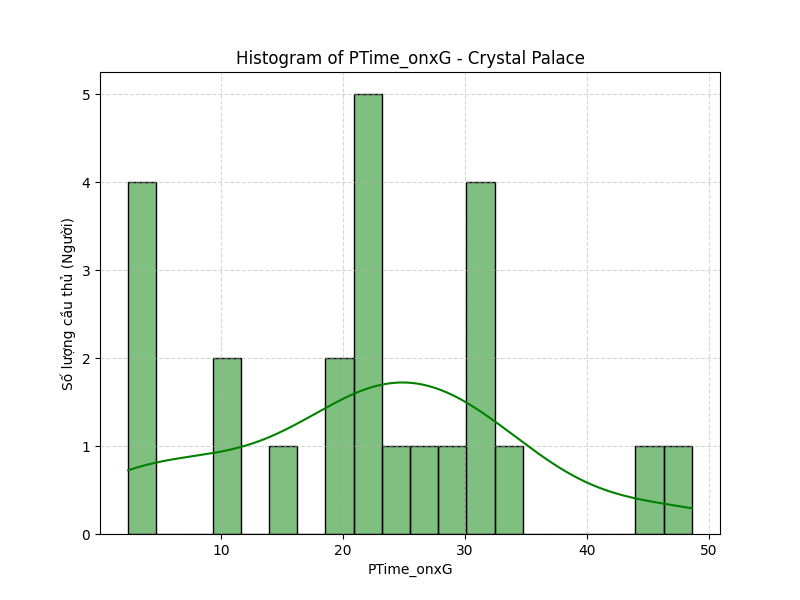 Histogram of PTime_onxG - Crystal Palace
Số lượng cầu thủ (Người)
5
4
3
2
1
0
10 20 30 40 50
PTime_onxG